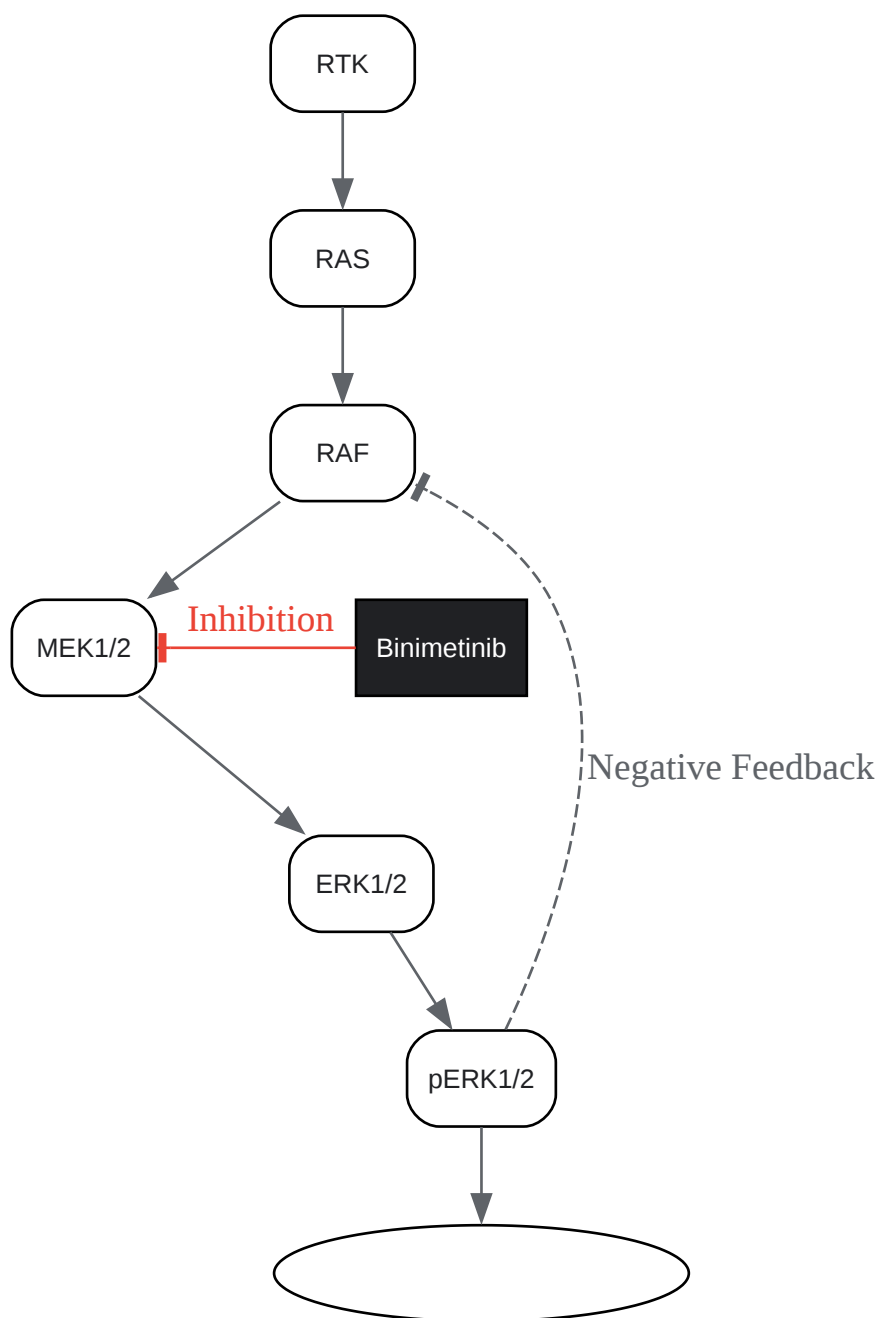 RTK
RAS
RAF
Inhibition
MEK1/2
Binimetinib
Negative Feedback
ERK1/2
pERK1/2